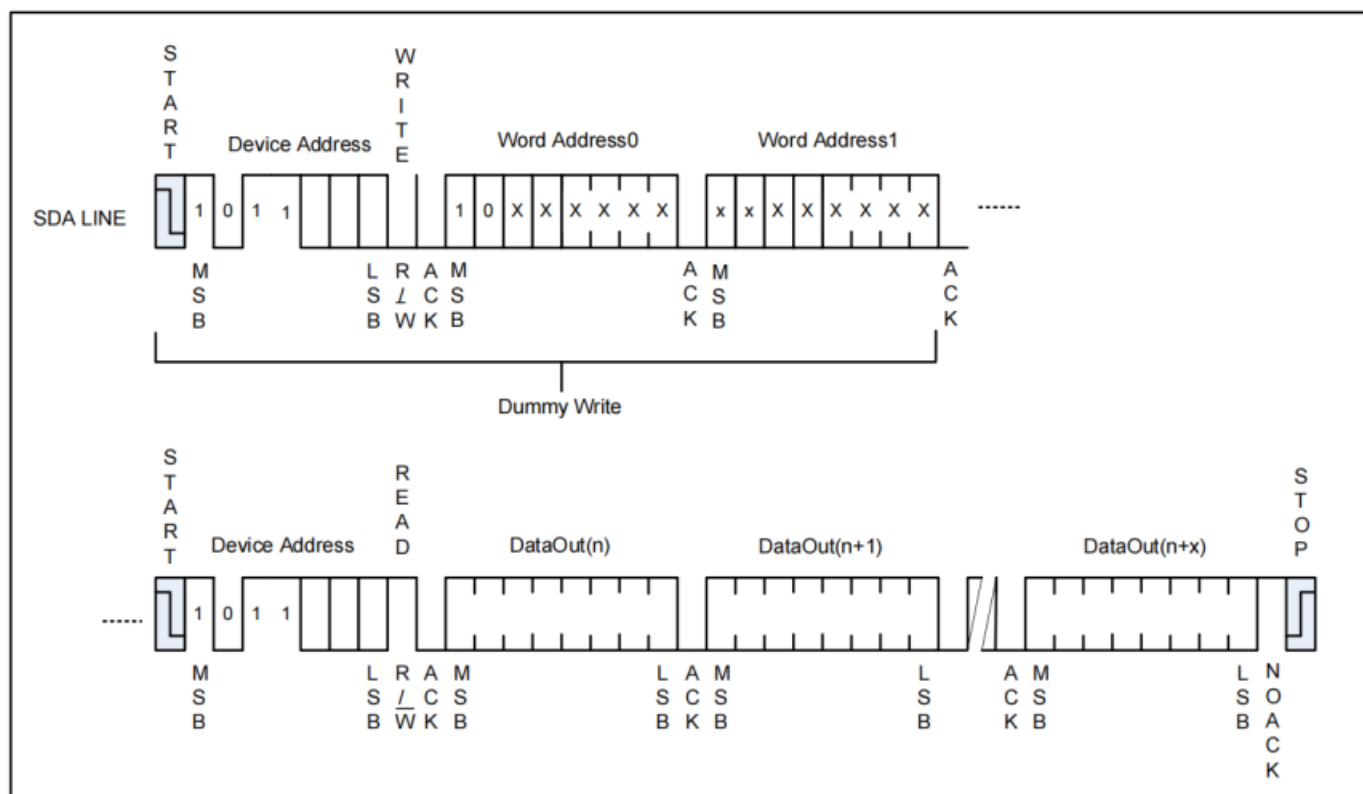 START
WRITE
Device Address
Word Address0
Word Address1
SDA LINE
1 0 1 1
1 0 X X X X X X
x x X X X X X X
......
MSB
LSB
R/W
ACK
MSB
ACK
MSB
ACK
Dummy Write
START
READ
STOP
Device Address
DataOut(n)
DataOut(n+1)
DataOut(n+x)
......
1 0 1 1
MSB
LSB
R/W
ACK
MSB
LSB
ACK
MSB
LSB
ACK
MSB
LSB
NOACK